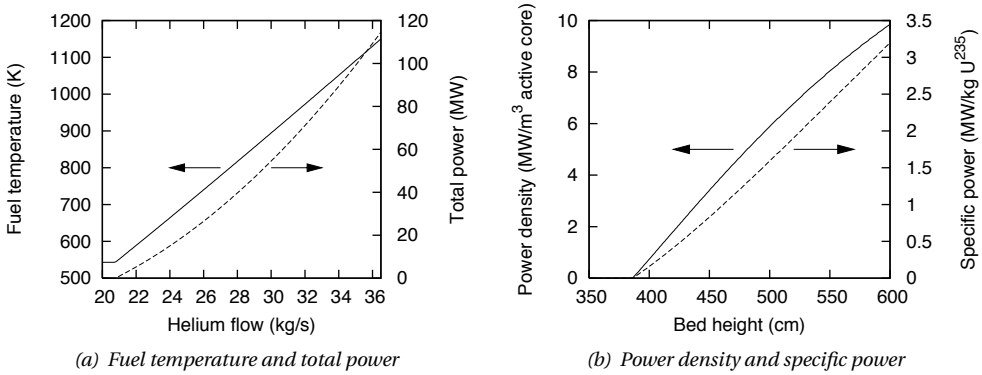 1200
1100
1000
900
800
700
600
500
Fuel temperature (K)
120
100
80
60
40
20
0
Total power (MW)
20 22 24 26 28 30 32 34 36
Helium flow (kg/s)
(a) Fuel temperature and total power
10
8
6
4
2
0
Power density (MW/m³ active core)
3.5
3
2.5
2
1.5
1
0.5
0
Specific power (MW/kg U²³⁵)
350 400 450 500 550 600
Bed height (cm)
(b) Power density and specific power